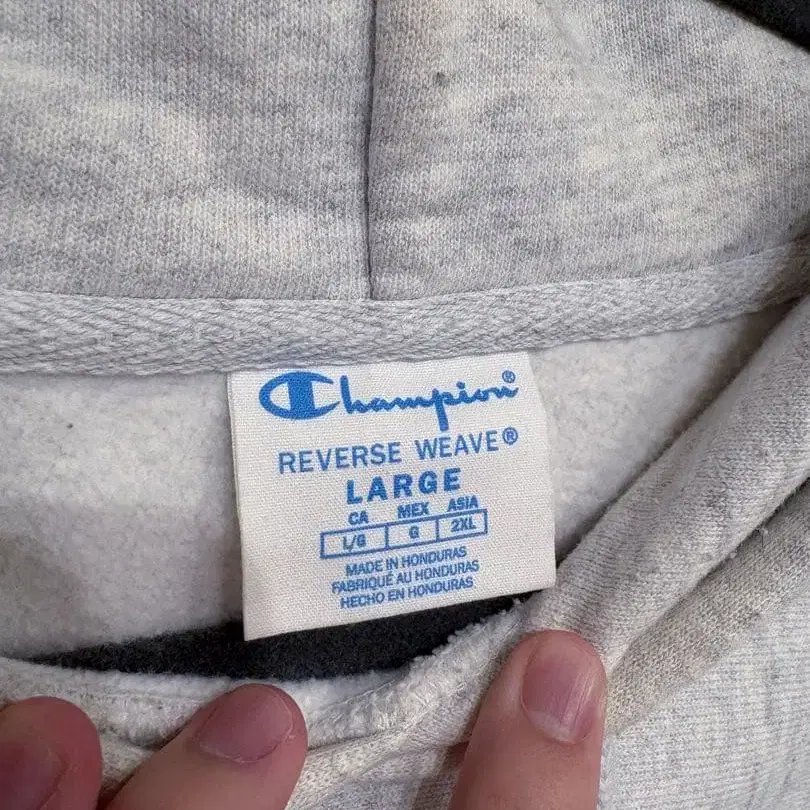 Champion®
REVERSE WEAVE®
LARGE
CA MEX ASIA
L/G G 2XL
MADE IN HONDURAS
FABRIQUÉ AU HONDURAS
HECHO EN HONDURAS